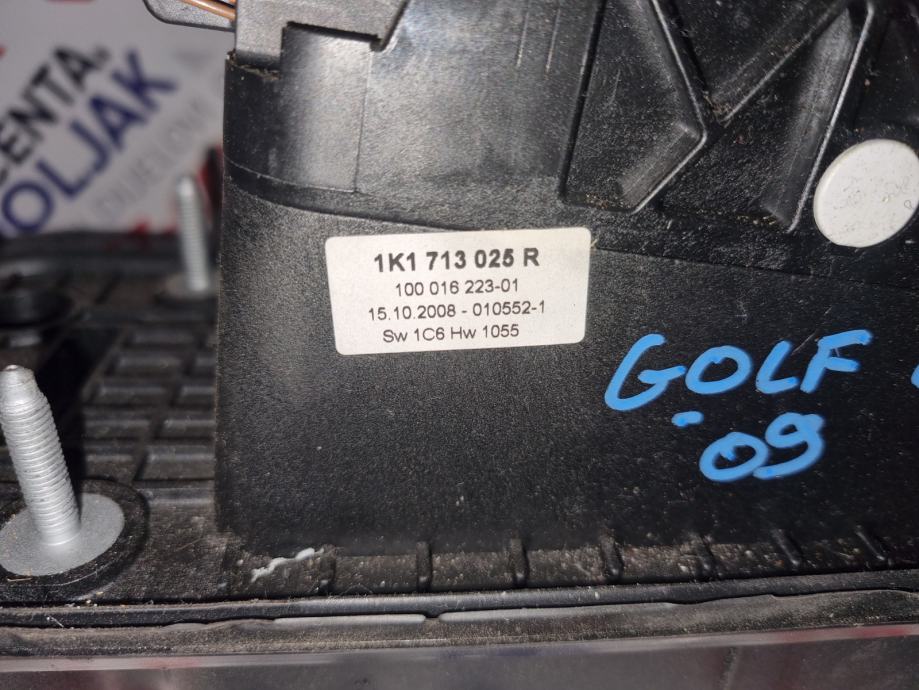 1K1 713 025 R
100 016 223-01
15.10.2008 - 010552-1
Sw 1C6 Hw 1055
GOLF
-09